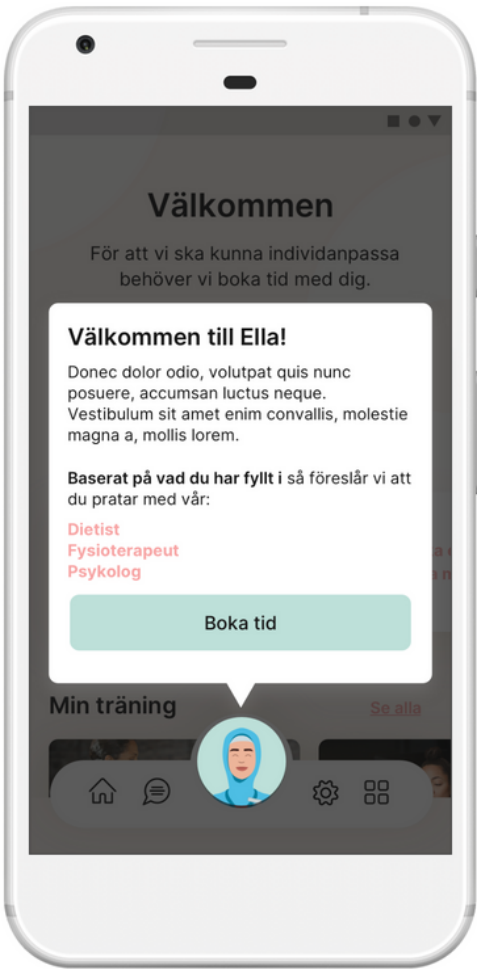 Välkommen
För att vi ska kunna individanpassa
behöver vi boka tid med dig.
Välkommen till Ella!
Donec dolor odio, volutpat quis nunc
posuere, accumsan luctus neque.
Vestibulum sit amet enim convallis, molestie
magna a, mollis lorem.
Baserat på vad du har fyllt i så föreslår vi att
du pratar med vår:
Dietist
Fysioterapeut
Psykolog
Boka tid
Min träning
Se alla